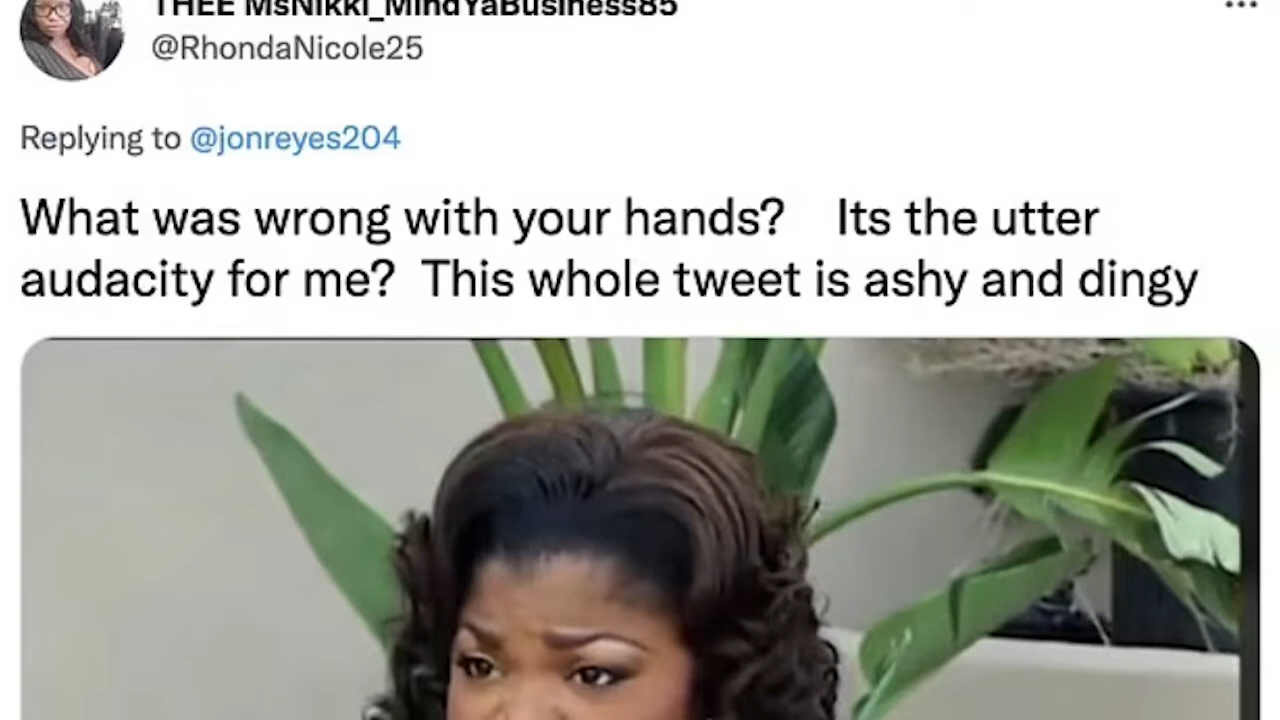 THEE MsNikki_MindYaBusiness85
@RhondaNicole25
Replying to @jonreyes204
What was wrong with your hands? Its the utter
audacity for me? This whole tweet is ashy and dingy